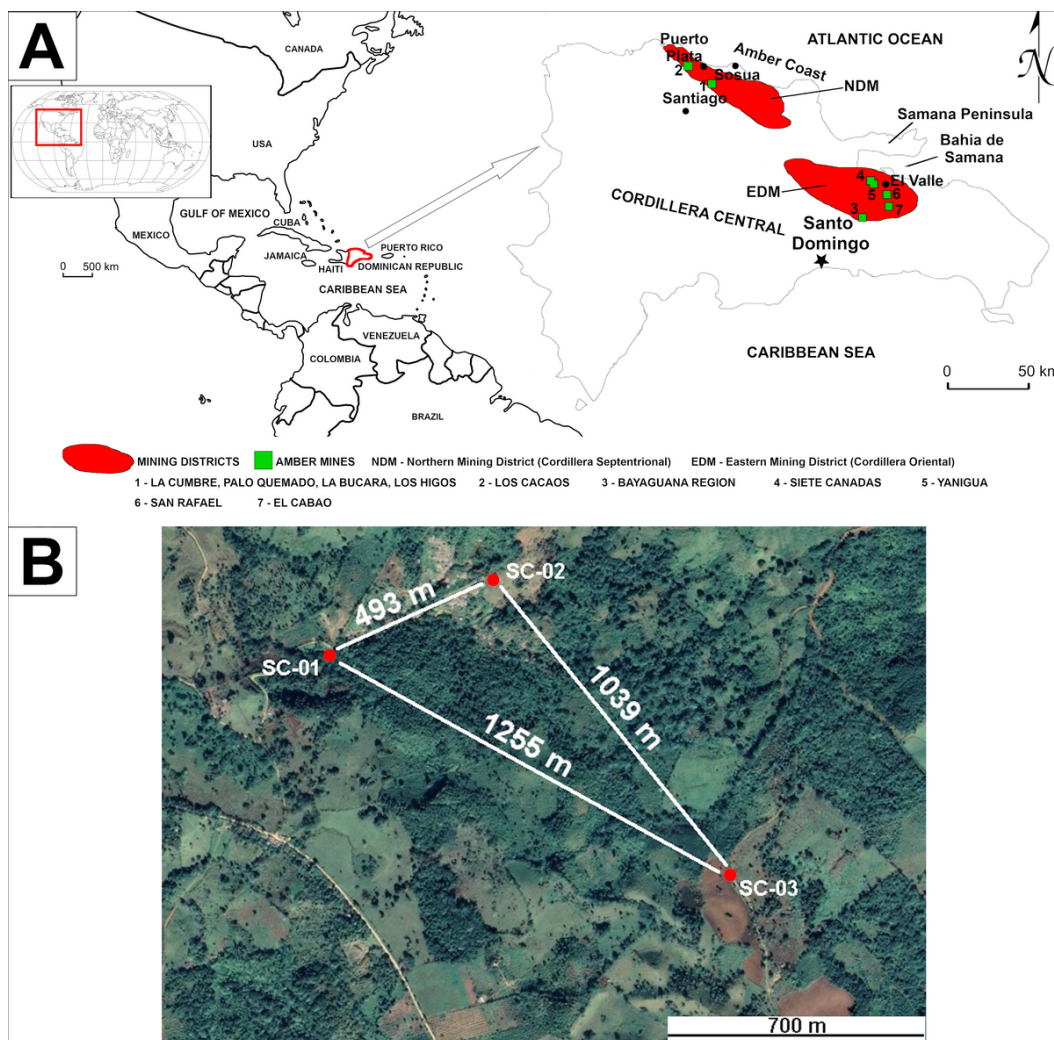 A
CANADA
USA
GULF OF MEXICO
MEXICO
CUBA
JAMAICA
HAITI
PUERTO RICO
DOMINICAN REPUBLIC
CARIBBEAN SEA
0 500 km
VENEZUELA
COLOMBIA
BRAZIL
Puerto
Plata
2
Sosua
1
Santiago
Amber Coast
ATLANTIC OCEAN
N
NDM
Samana Peninsula
Bahia de
Samana
EDM
4
El Valle
5
6
3
7
CORDILLERA CENTRAL
Santo
Domingo
CARIBBEAN SEA
0 50 km
MINING DISTRICTS AMBER MINES NDM - Northern Mining District (Cordillera Septentrional) EDM - Eastern Mining District (Cordillera Oriental)
1 - LA CUMBRE, PALO QUEMADO, LA BUCARA, LOS HIGOS 2 - LOS CACAOS 3 - BAYAGUANA REGION 4 - SIETE CANADAS 5 - YANIGUA
6 - SAN RAFAEL 7 - EL CABAO
B
SC-02
493 m
SC-01
1039 m
1255 m
SC-03
700 m